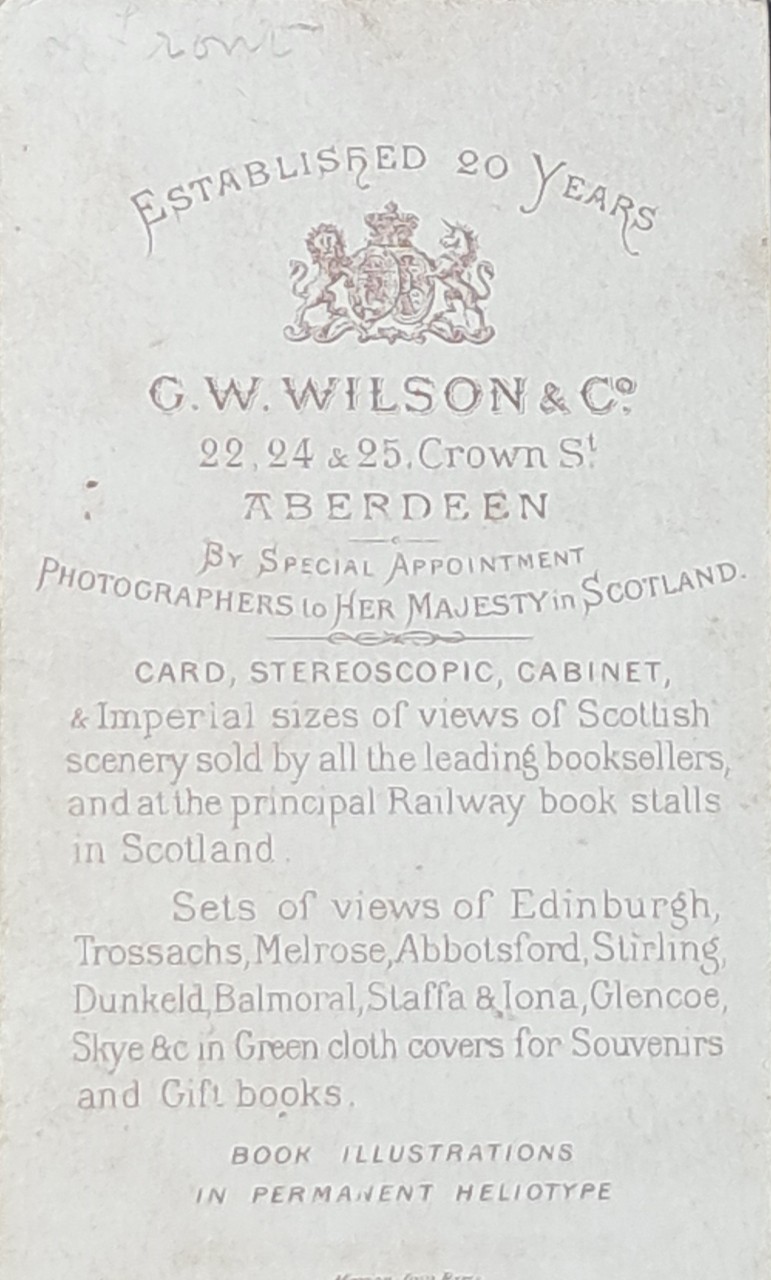 Front
ESTABLISHED 20 YEARS
G. W. WILSON & Co.
22, 24 & 25, Crown St.
ABERDEEN
BY SPECIAL APPOINTMENT
PHOTOGRAPHERS to HER MAJESTY in SCOTLAND.
CARD, STEREOSCOPIC, CABINET,
& Imperial sizes of views of Scottish
scenery sold by all the leading booksellers,
and at the principal Railway book stalls
in Scotland.
Sets of views of Edinburgh,
Trossachs, Melrose, Abbotsford, Stirling,
Dunkeld, Balmoral, Staffa & Iona, Glencoe,
Skye &c in Green cloth covers for Souvenirs
and Gift books.
BOOK ILLUSTRATIONS
IN PERMANENT HELIOTYPE